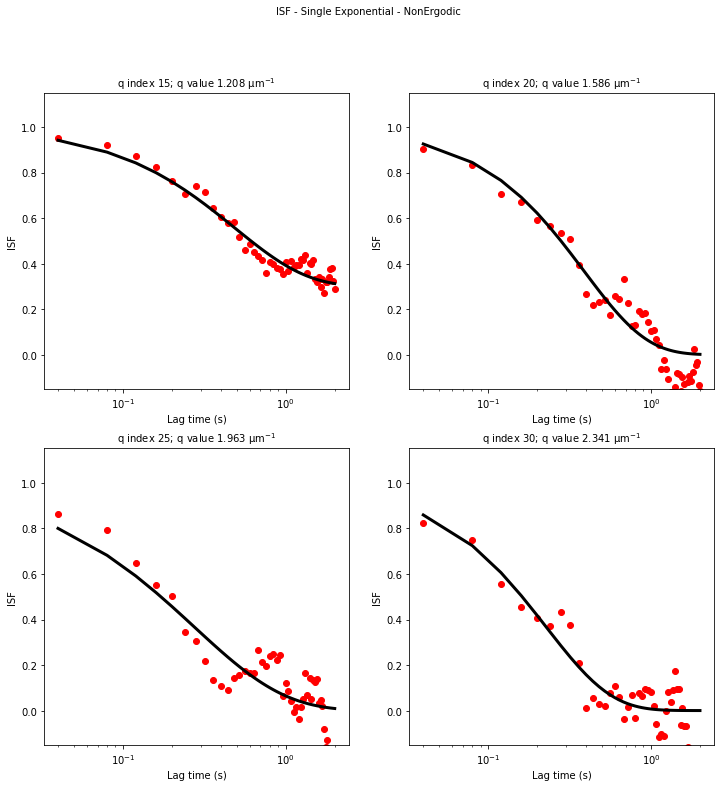 ISF - Single Exponential - NonErgodic
q index 15; q value 1.208 μm⁻¹
q index 20; q value 1.586 μm⁻¹
1.0
0.8
0.6
0.4
0.2
0.0
ISF
10⁻¹
10⁰
Lag time (s)
1.0
0.8
0.6
0.4
0.2
0.0
ISF
10⁻¹
10⁰
Lag time (s)
q index 25; q value 1.963 μm⁻¹
q index 30; q value 2.341 μm⁻¹
1.0
0.8
0.6
0.4
0.2
0.0
ISF
10⁻¹
10⁰
Lag time (s)
1.0
0.8
0.6
0.4
0.2
0.0
ISF
10⁻¹
10⁰
Lag time (s)